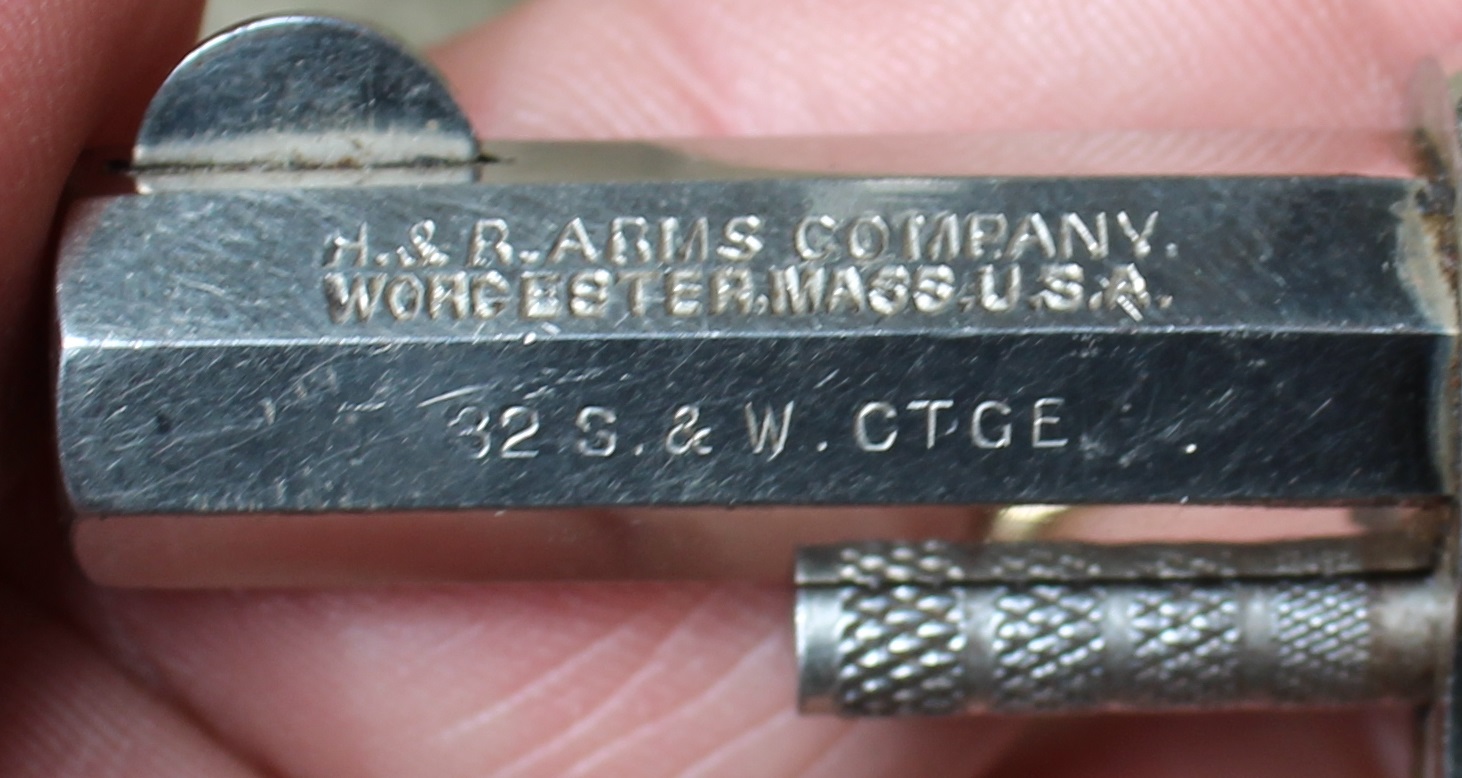 H.& R.ARMS COMPANY.
WORCESTER.MASS.U.S.A.
32 S.& W. CTGE.